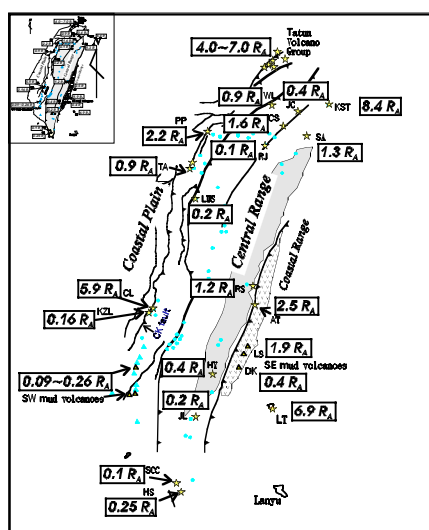 Tatun
Volcano
Group
4.0~7.0 RA
0.9 RA
WL
0.4 RA
JC
KST
8.4 RA
1.6 RA
CS
PP
2.2 RA
0.1 RA
RJ
SA
1.3 RA
0.9 RA
TA
LWS
0.2 RA
Coastal Plain
Central Range
Coastal Range
5.9 RA
CL
KZL
0.16 RA
CK fault
1.2 RA
RS
2.5 RA
AT
1.9 RA
LS
SE mud volcanoes
DK
0.4 RA
0.4 RA
HT
0.09~0.26 RA
SW mud volcanoes
0.2 RA
JL
6.9 RA
LT
0.1 RA
SCC
HS
0.25 RA
Lanyu